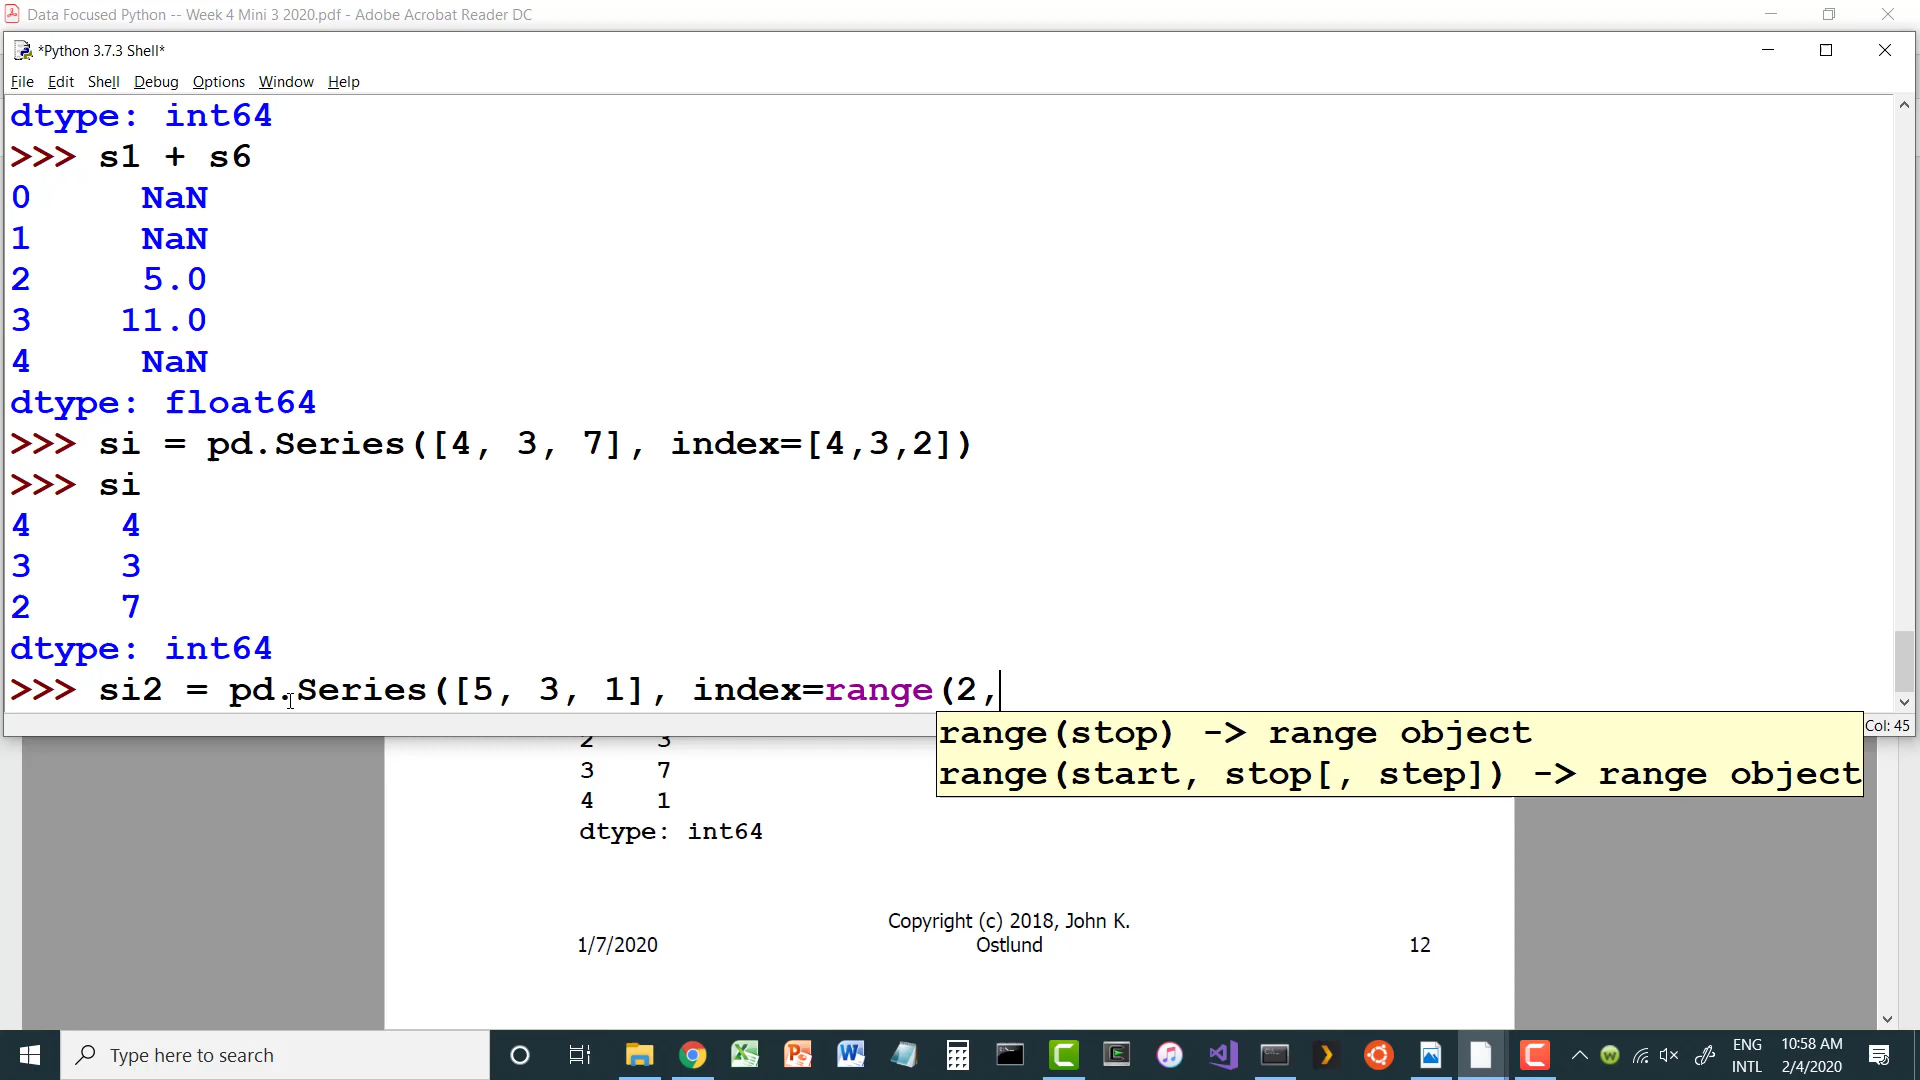 Data Focused Python -- Week 4 Mini 3 2020.pdf - Adobe Acrobat Reader DC
*Python 3.7.3 Shell*
File Edit Shell Debug Options Window Help
dtype: int64
>>> s1 + s6
0 NaN
1 NaN
2 5.0
3 11.0
4 NaN
dtype: float64
>>> si = pd.Series([4, 3, 7], index=[4,3,2])
>>> si
4 4
3 3
2 7
dtype: int64
>>> si2 = pd.Series([5, 3, 1], index=range(2,
Col: 45
range(stop) -> range object
range(start, stop[, step]) -> range object
2 3
3 7
4 1
dtype: int64
Copyright (c) 2018, John K.
1/7/2020 Ostlund 12
Type here to search
ENG 10:58 AM
INTL 2/4/2020